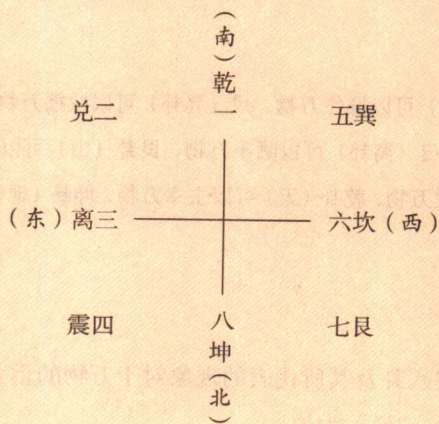 （南）乾一
兑二
五巽
（东）离三
六坎（西）
震四
七艮
八坤北）